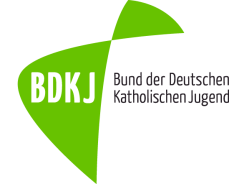 BDKJ
Bund der Deutschen
Katholischen Jugend